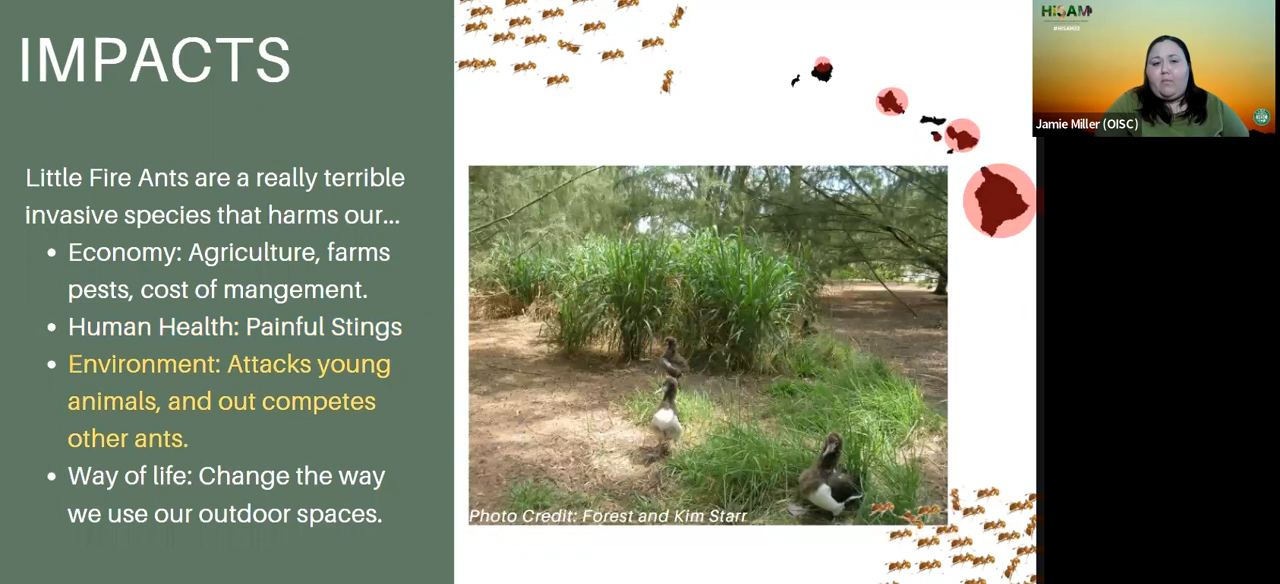 IMPACTS
Little Fire Ants are a really terrible
invasive species that harms our...
• Economy: Agriculture, farms
pests, cost of mangement.
• Human Health: Painful Stings
• Environment: Attacks young
animals, and out competes
other ants.
• Way of life: Change the way
we use our outdoor spaces.
Photo Credit: Forest and Kim Starr
HISAM
#HISAM22
Jamie Miller (OISC)